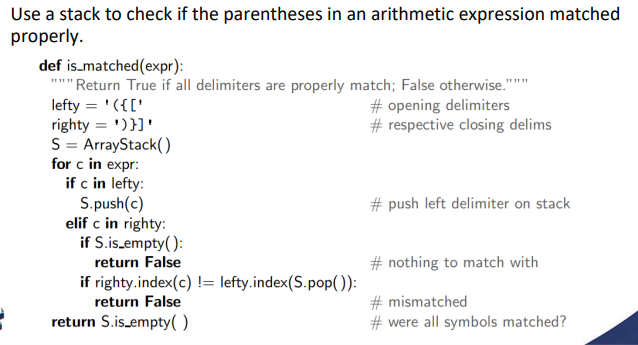 Use a stack to check if the parentheses in an arithmetic expression matched
properly.
def is_matched(expr):
"""Return True if all delimiters are properly match; False otherwise."""
lefty = '({[' # opening delimiters
righty = ')}]' # respective closing delims
S = ArrayStack()
for c in expr:
if c in lefty:
S.push(c) # push left delimiter on stack
elif c in righty:
if S.is_empty():
return False # nothing to match with
if righty.index(c) != lefty.index(S.pop()):
return False # mismatched
return S.is_empty( ) # were all symbols matched?